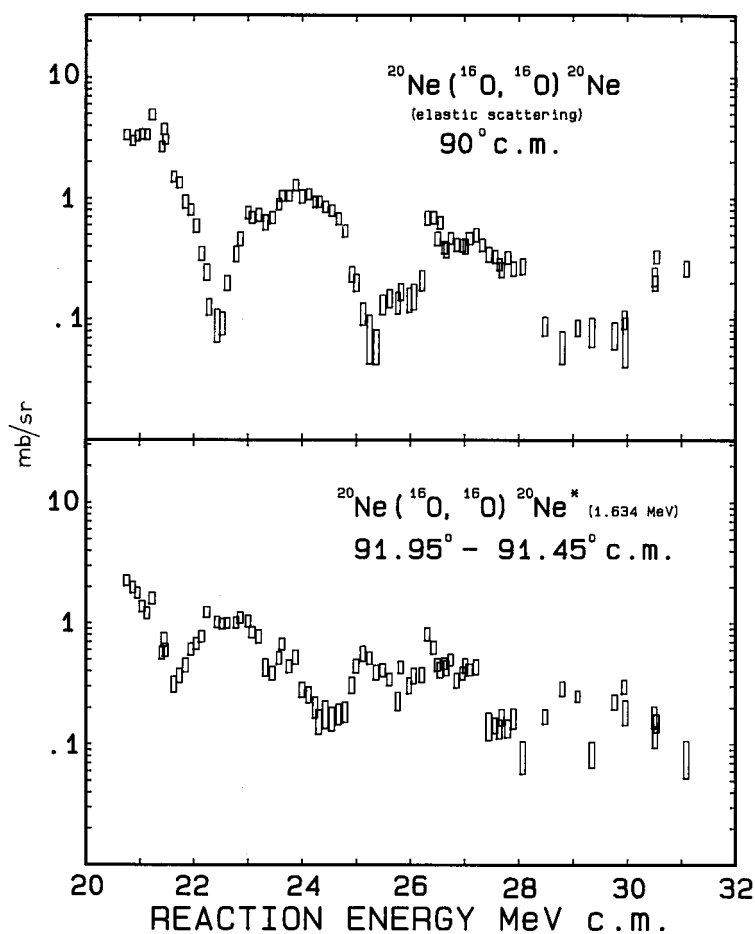 10
1
.1
²⁰Ne(¹⁶O, ¹⁶O) ²⁰Ne
(elastic scattering)
90° c.m.
mb/sr
10
1
.1
²⁰Ne(¹⁶O, ¹⁶O) ²⁰Ne* (1.634 MeV)
91.95° - 91.45° c.m.
20 22 24 26 28 30 32
REACTION ENERGY MeV c.m.